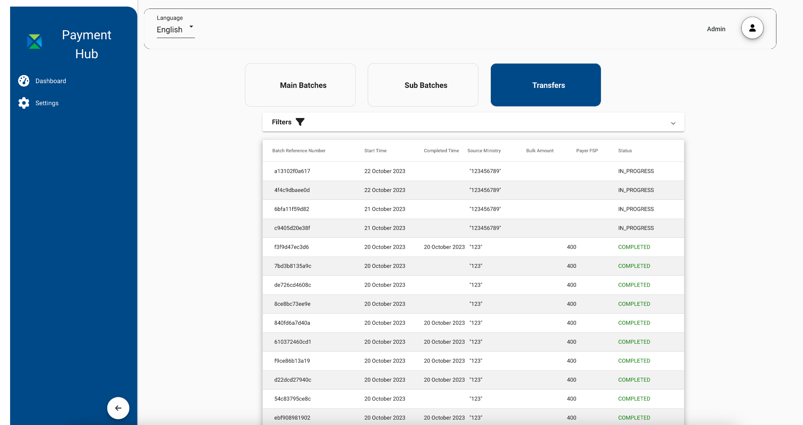 Payment
Hub
Dashboard
Settings
Language
English
Admin
Main Batches
Sub Batches
Transfers
Filters
Batch Reference Number Start Time Completed Time Source Ministry Bulk Amount Payer FSP Status
a13102f0a617 22 October 2023 "123456789" IN_PROGRESS
4f4c9dbaee0d 22 October 2023 "123456789" IN_PROGRESS
6bfa11f59d82 21 October 2023 "123456789" IN_PROGRESS
c9405d20e38f 21 October 2023 "123456789" IN_PROGRESS
f3f9d47ec3d6 20 October 2023 20 October 2023 "123" 400 COMPLETED
7bd3b8135a9c 20 October 2023 "123" 400 COMPLETED
de726cd4608c 20 October 2023 "123" 400 COMPLETED
8ce8bc73ae9e 20 October 2023 "123" 400 COMPLETED
840fd6a7d40a 20 October 2023 20 October 2023 "123" 400 COMPLETED
610372460cd1 20 October 2023 20 October 2023 "123" 400 COMPLETED
f9ce86b13a19 20 October 2023 20 October 2023 "123" 400 COMPLETED
d22dcd27940c 20 October 2023 20 October 2023 "123" 400 COMPLETED
54c83795ce8c 20 October 2023 "123" 400 COMPLETED
ebf908981902 20 October 2023 20 October 2023 "123" 400 COMPLETED